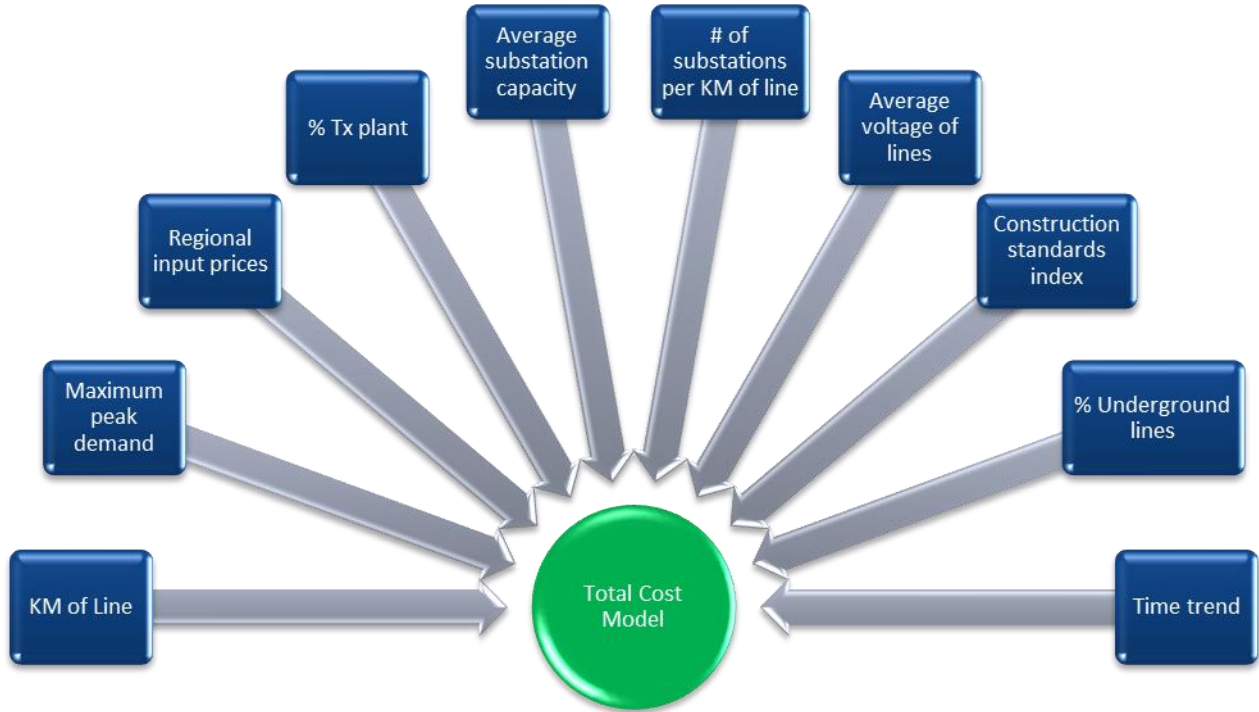 Average
substation
capacity
# of
substations
per KM of line
% Tx plant
Average
voltage of
lines
Regional
input prices
Construction
standards
index
Maximum
peak
demand
% Underground
lines
KM of Line
Total Cost
Model
Time trend